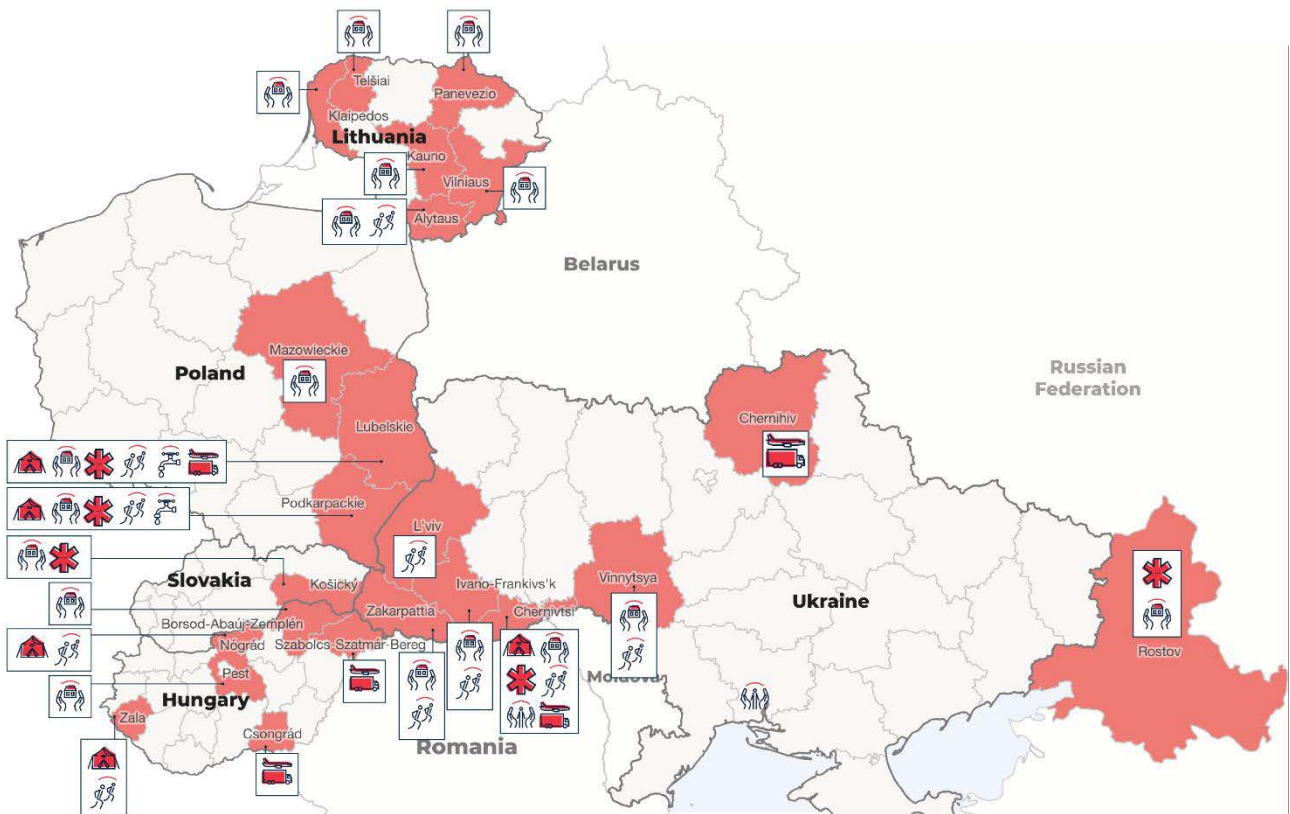 Telšiai
Panevezio
Klaipedos
Lithuania
Kauno
Vilniaus
Alytaus
Belarus
Mazowieckie
Poland
Russian
Federation
Lubelskie
Chernihiv
Podkarpackie
L'viv
Slovakia
Košický
Ivano-Frankivs'k
Vinnytsya
Zakarpattia
Chernivtsi
Ukraine
Borsod-Abaúj-Zemplén
Nógrád
Szabolcs-Szatmár-Bereg
Rostov
Pest
Moldova
Hungary
Zala
Csongrád
Romania